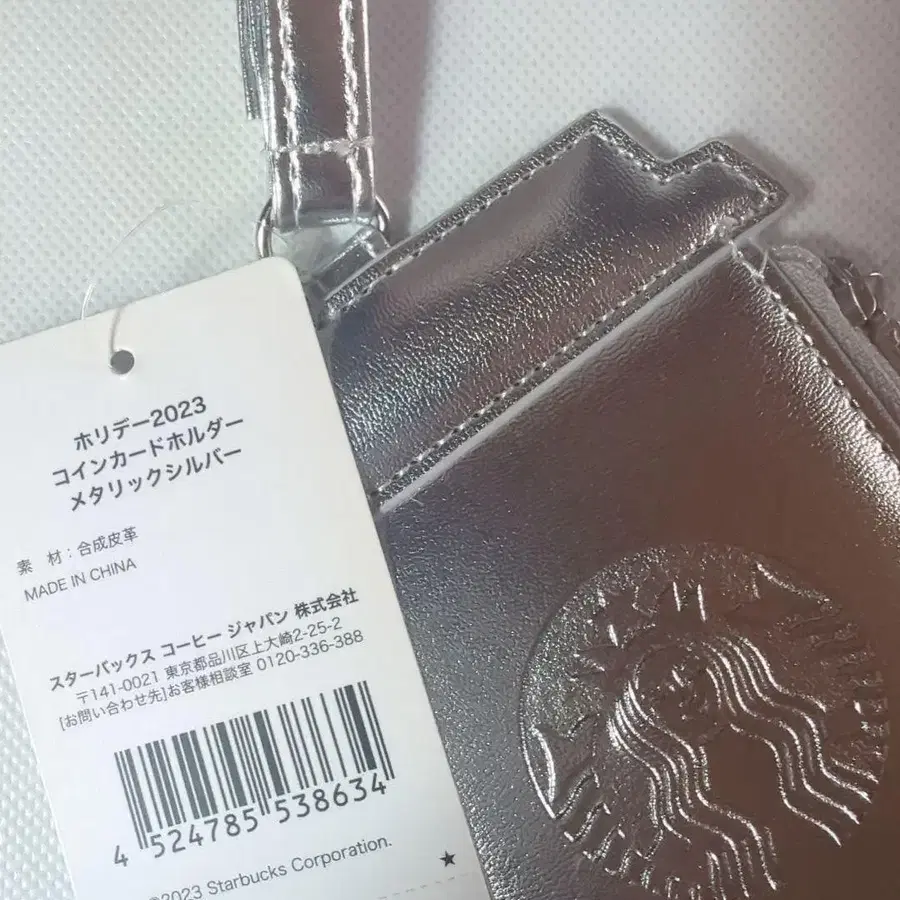 ホリデー2023
コインカードホルダー
メタリックシルバー
素 材：合成皮革
MADE IN CHINA
スターバックス コーヒー ジャパン 株式会社
〒141-0021 東京都品川区上大崎2-25-2
[お問い合わせ先]お客様相談室 0120-336-388
4 524785 538634
©2023 Starbucks Corporation.